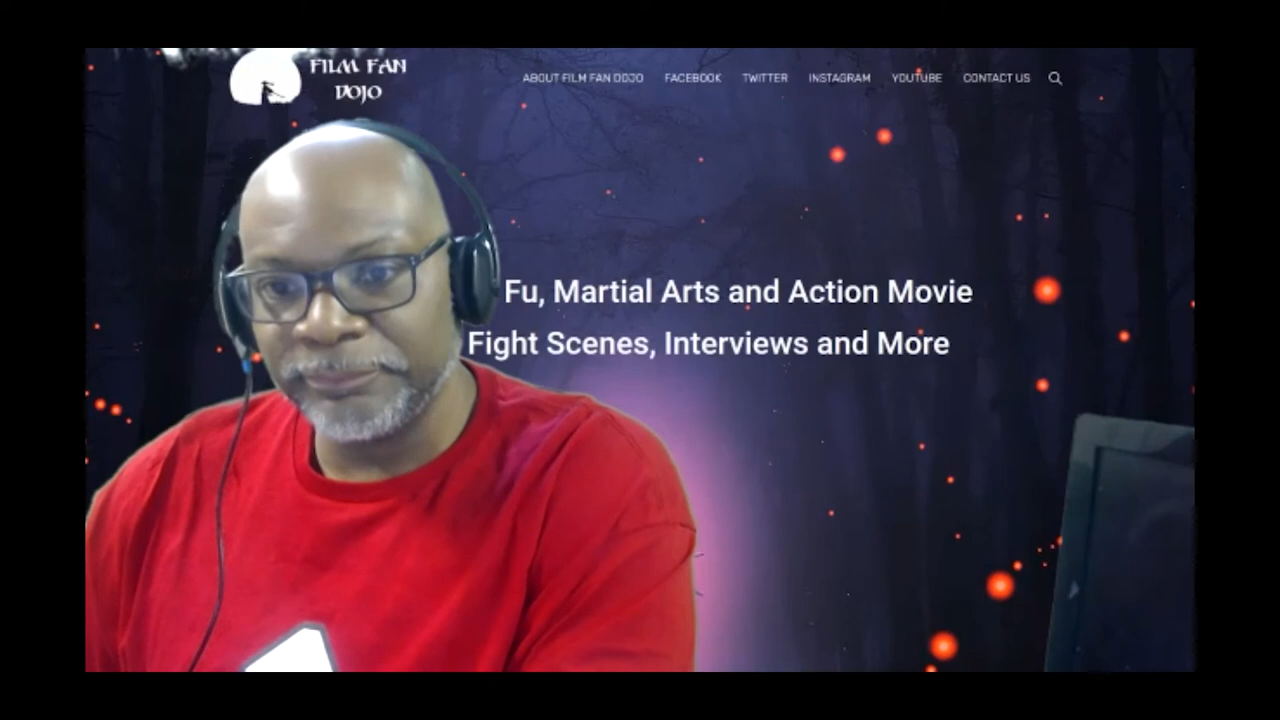 FILM FAN
DOJO
ABOUT FILM FAN DOJO FACEBOOK TWITTER INSTAGRAM YOUTUBE CONTACT US
Fu, Martial Arts and Action Movie
Fight Scenes, Interviews and More